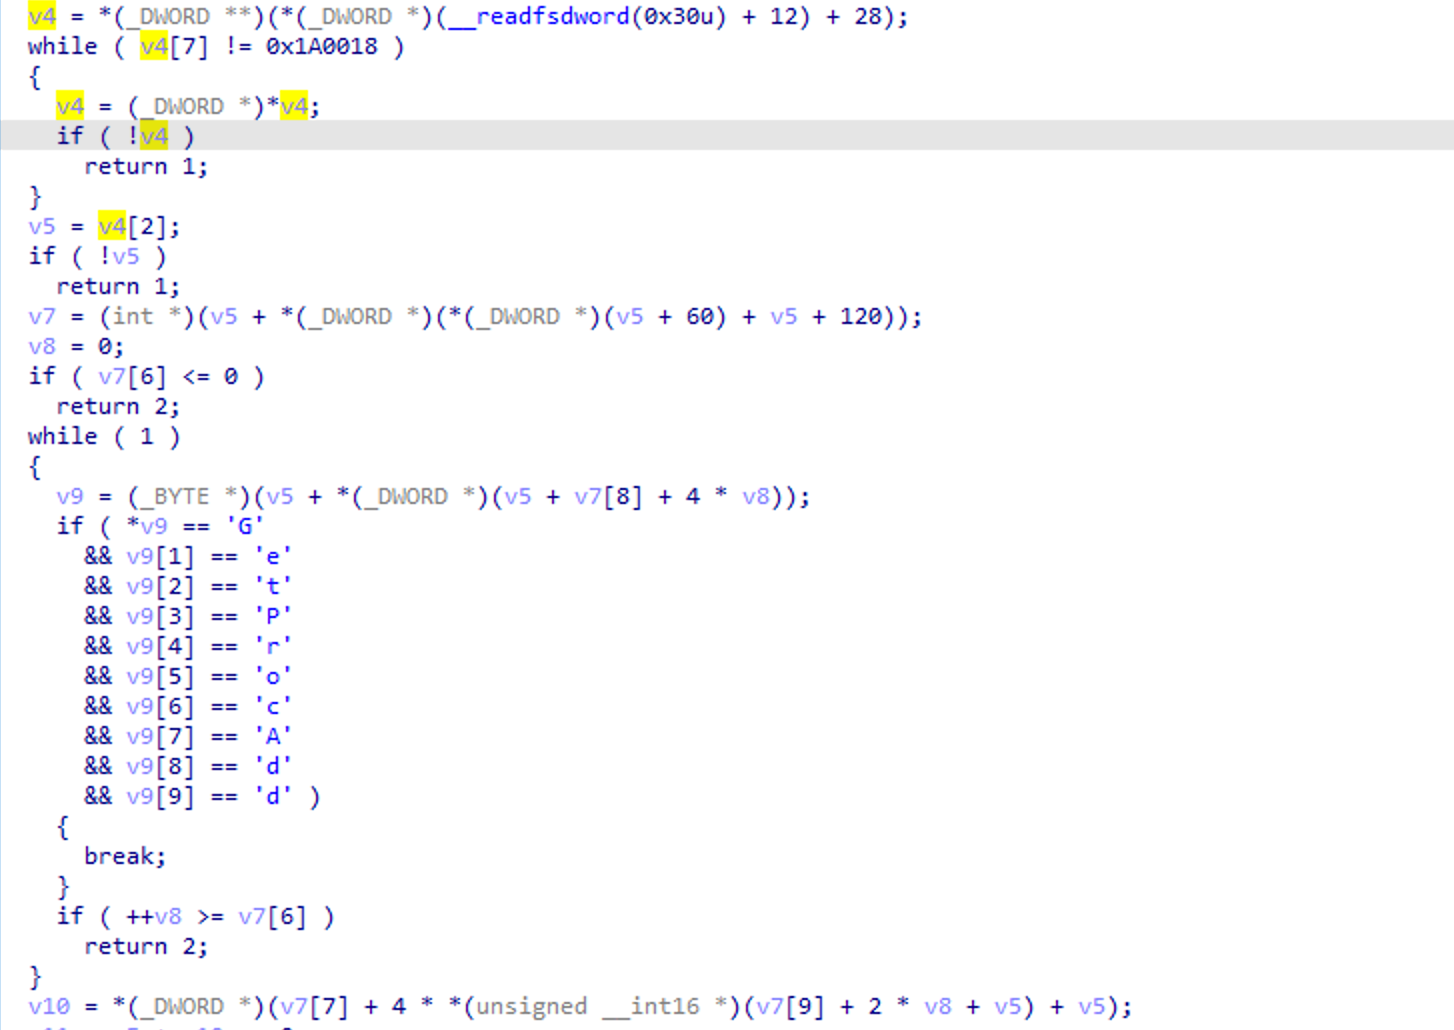 v4 = *(_DWORD **)(*(_DWORD *)(__readfsdword(0x30u) + 12) + 28);
while ( v4[7] != 0x1A0018 )
{
v4 = (_DWORD *)*v4;
if ( !v4 )
return 1;
}
v5 = v4[2];
if ( !v5 )
return 1;
v7 = (int *)(v5 + *(_DWORD *)(*(_DWORD *)(v5 + 60) + v5 + 120));
v8 = 0;
if ( v7[6] <= 0 )
return 2;
while ( 1 )
{
v9 = (_BYTE *)(v5 + *(_DWORD *)(v5 + v7[8] + 4 * v8));
if ( *v9 == 'G'
&& v9[1] == 'e'
&& v9[2] == 't'
&& v9[3] == 'P'
&& v9[4] == 'r'
&& v9[5] == 'o'
&& v9[6] == 'c'
&& v9[7] == 'A'
&& v9[8] == 'd'
&& v9[9] == 'd' )
{
break;
}
if ( ++v8 >= v7[6] )
return 2;
}
v10 = *(_DWORD *)(v7[7] + 4 * *(unsigned __int16 *)(v7[9] + 2 * v8 + v5) + v5);